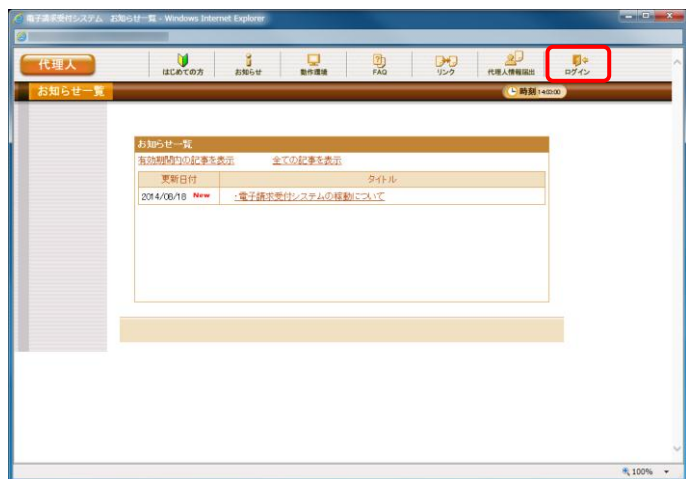 電子請求受付システム お知らせ一覧 - Windows Internet Explorer
代理人
はじめての方 お知らせ 動作環境 FAQ リンク 代理人情報届出 ログイン
お知らせ一覧
時刻 14:03:00
お知らせ一覧
有効期間内の記事を表示 全ての記事を表示
更新日付 タイトル
2014/08/18 New ・電子請求受付システムの稼動について
100%